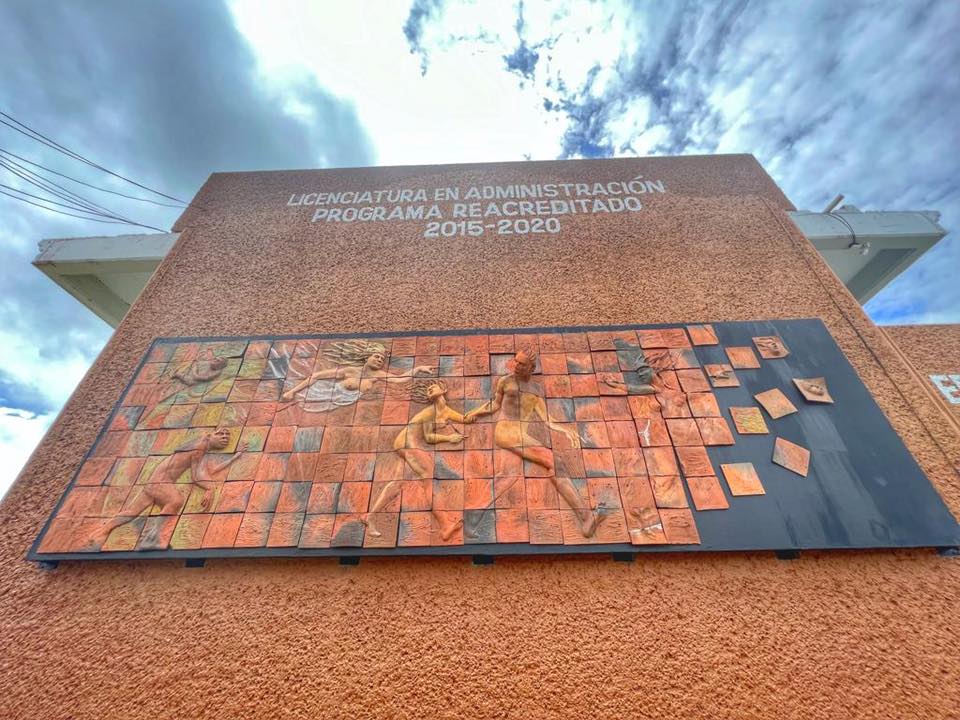 LICENCIATURA EN ADMINISTRACIÓN
PROGRAMA REACREDITADO
2015-2020